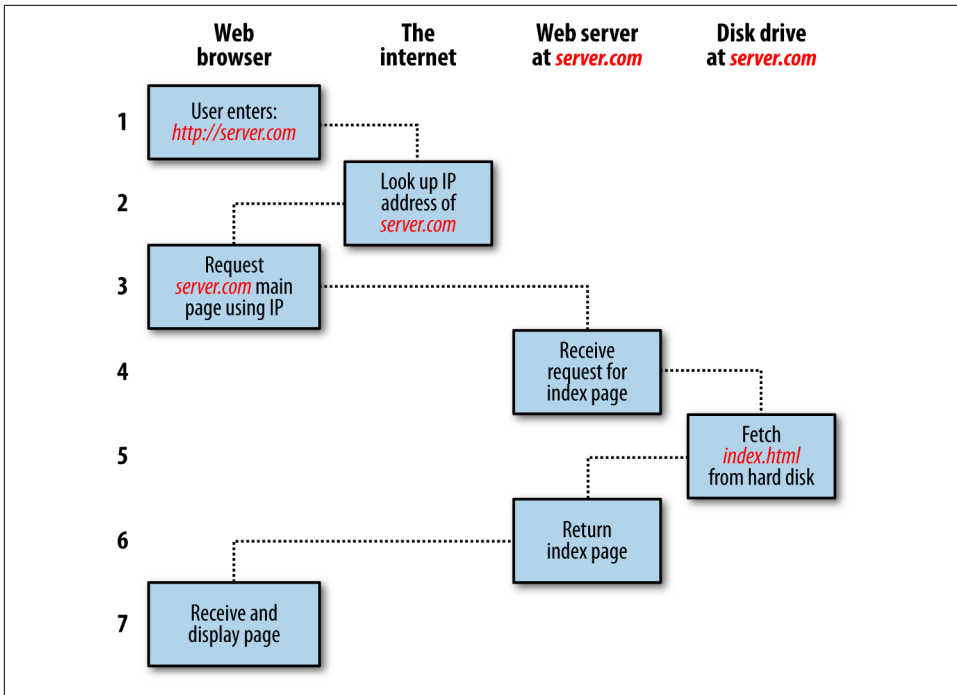 Web
browser
The
internet
Web server
at server.com
Disk drive
at server.com
1
User enters:
http://server.com
2
Look up IP
address of
server.com
3
Request
server.com main
page using IP
4
Receive
request for
index page
5
Fetch
index.html
from hard disk
6
Return
index page
7
Receive and
display page